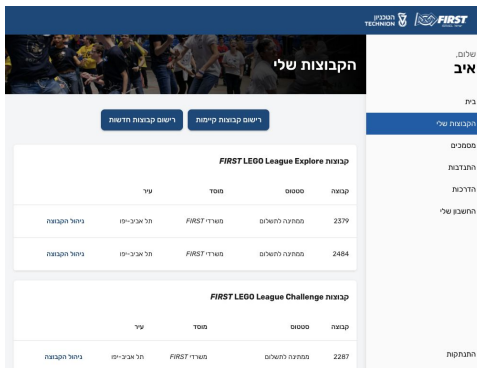 FIRST
הטכניון
TECHNION
שלום,
איב
בית
הקבוצות שלי
מסמכים
התנדבות
הדרכות
החשבון שלי
התנתקות
הקבוצות שלי
רישום קבוצות קיימות
רישום קבוצות חדשות
קבוצות FIRST LEGO League Explore
קבוצה סטטוס מוסד עיר
2379 ממתינה לתשלום משרדי FIRST תל אביב-יפו ניהול הקבוצה
2484 ממתינה לתשלום משרדי FIRST תל אביב-יפו ניהול הקבוצה
קבוצות FIRST LEGO League Challenge
קבוצה סטטוס מוסד עיר
2287 ממתינה לתשלום משרדי FIRST תל אביב-יפו ניהול הקבוצה